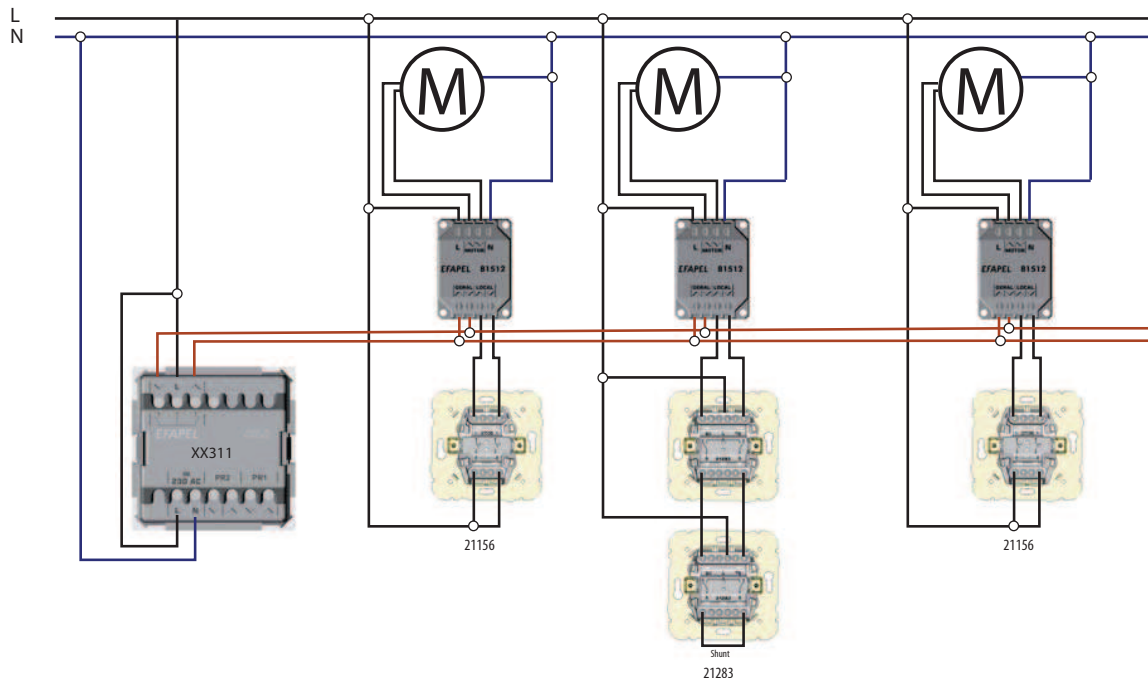 L
N
M
M
M
L MOTOR N
EFAPEL 81512
GERAL LOCAL
L MOTOR N
EFAPEL 81512
GERAL LOCAL
L MOTOR N
EFAPEL 81512
GERAL LOCAL
L
EFAPEL
XX311
230 AC PR2 PR1
L N
21156
21156
21283
Shunt
21283